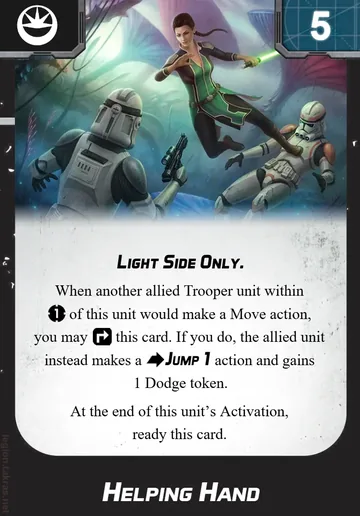 5
LIGHT SIDE ONLY.
When another allied Trooper unit within
1 of this unit would make a Move action,
you may this card. If you do, the allied unit
instead makes a JUMP 1 action and gains
1 Dodge token.
At the end of this unit's Activation,
ready this card.
HELPING HAND